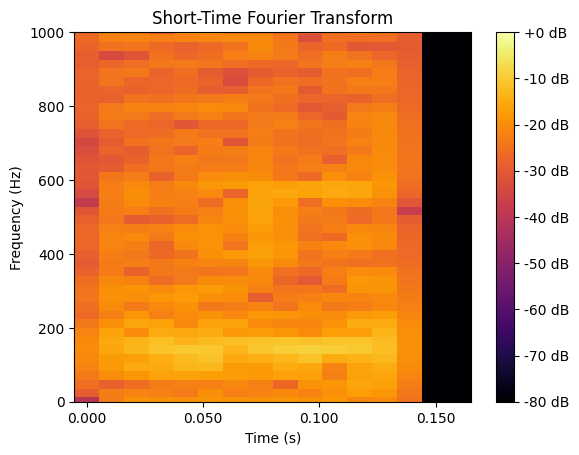 Short-Time Fourier Transform
Frequency (Hz)
1000
800
600
400
200
0
0.000
0.050
0.100
0.150
Time (s)
+0 dB
-10 dB
-20 dB
-30 dB
-40 dB
-50 dB
-60 dB
-70 dB
-80 dB